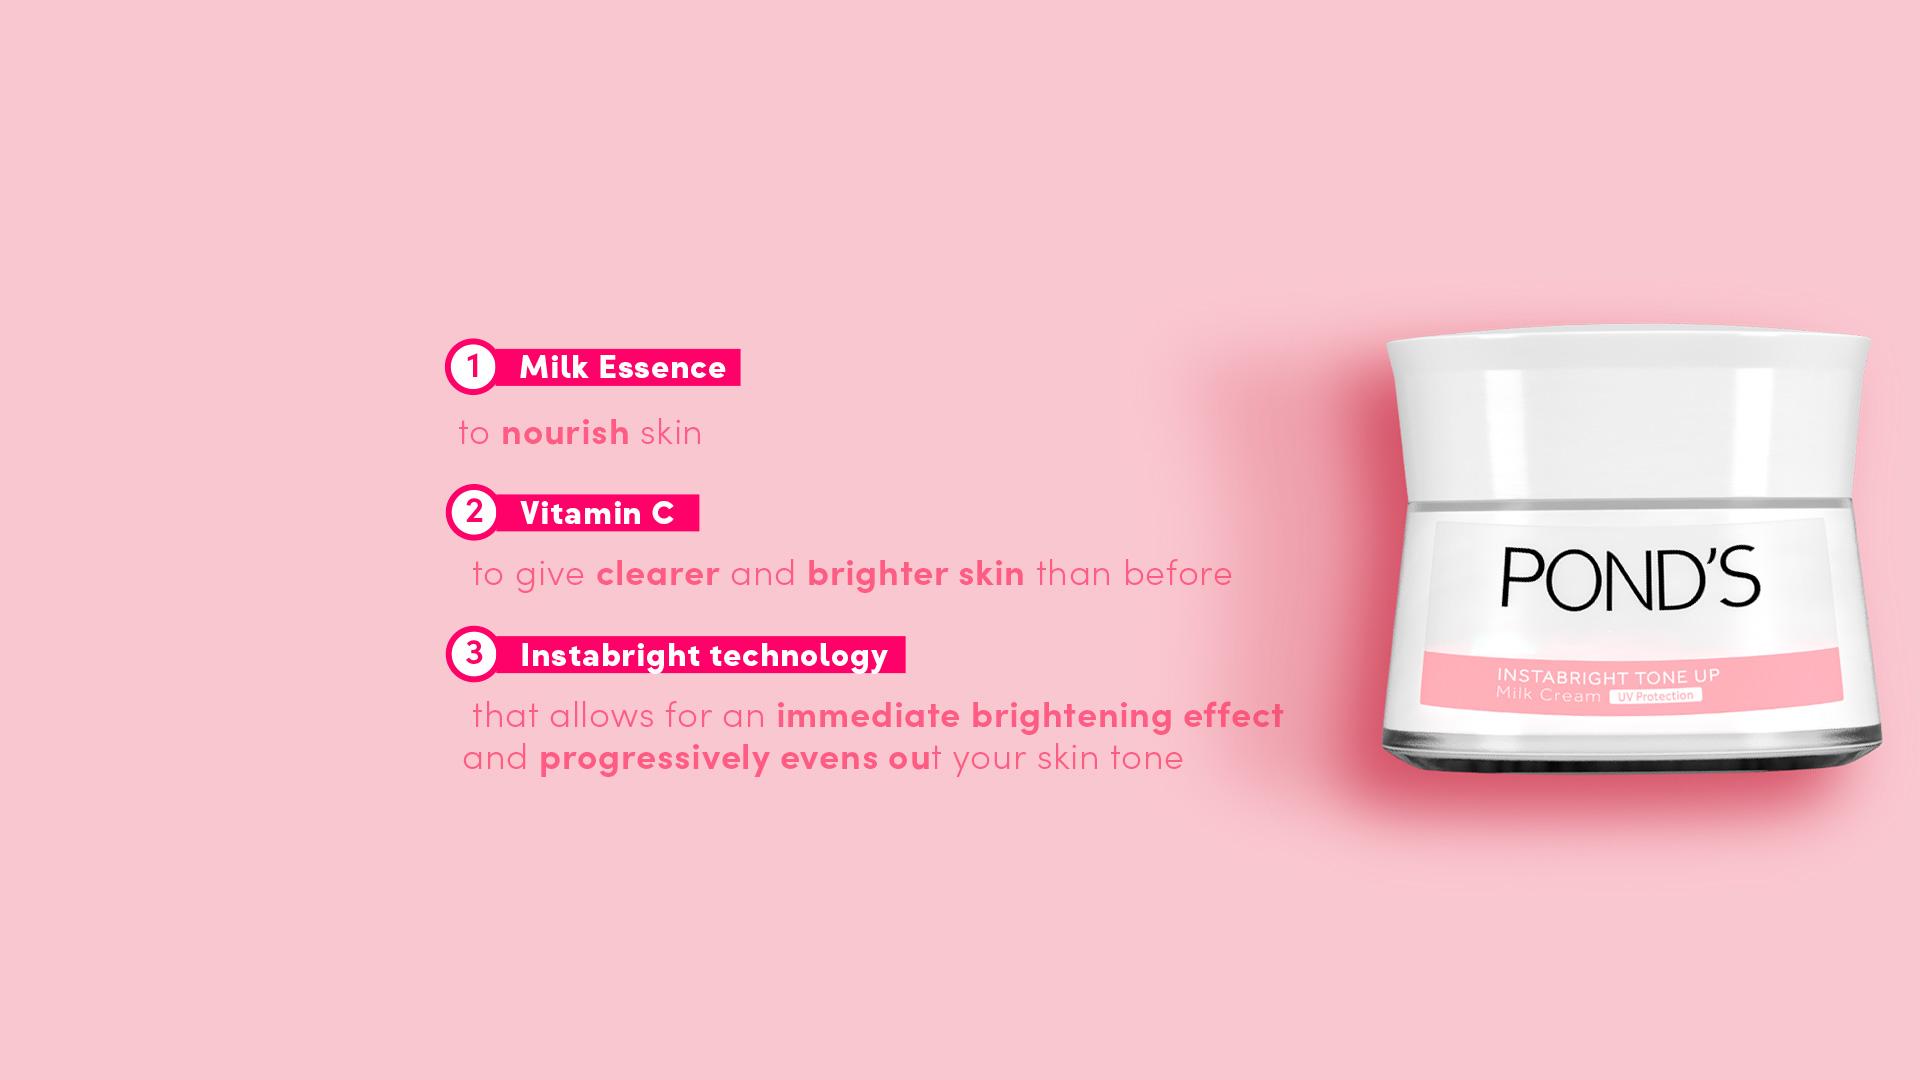 1 Milk Essence
to nourish skin
2 Vitamin C
to give clearer and brighter skin than before
3 Instabright technology
that allows for an immediate brightening effect
and progressively evens out your skin tone
POND'S
INSTABRIGHT TONE UP
Milk Cream UV Protection